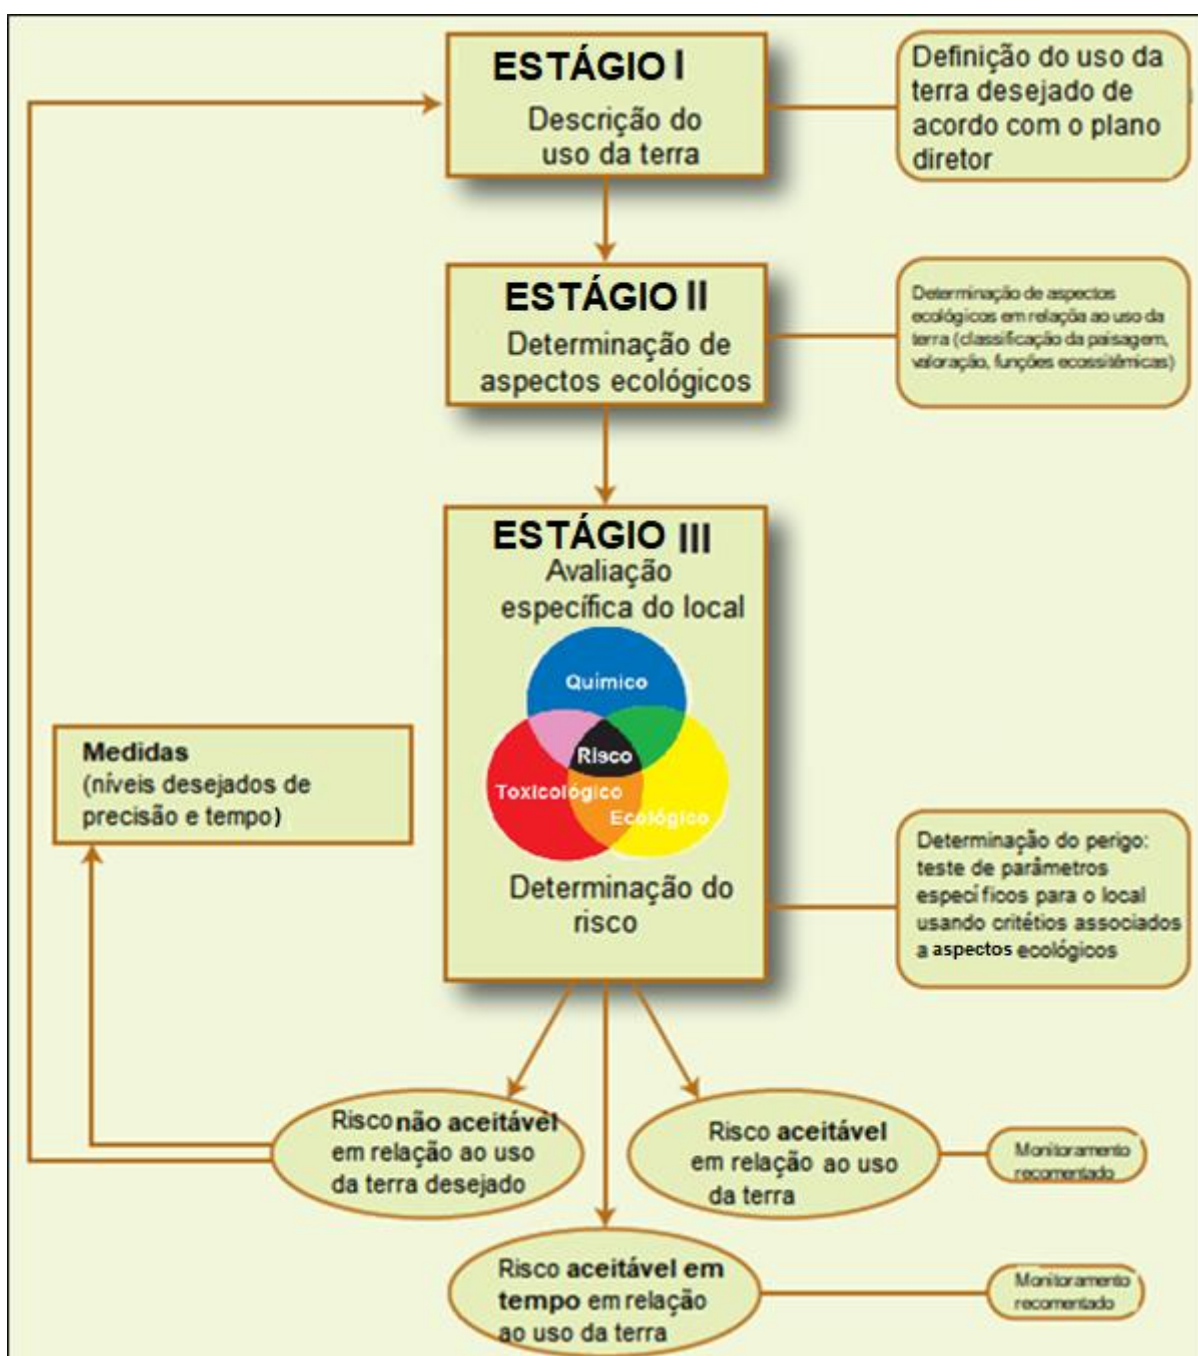 ESTÁGIO I
Descrição do
uso da terra
Definição do uso da
terra desejado de
acordo com o plano
diretor
ESTÁGIO II
Determinação de
aspectos ecológicos
Determinação de aspectos
ecológicos em relaçõa ao uso da
terra (classificação da paisagem,
valoração, funções ecossitêmicas)
ESTÁGIO III
Avaliação
específica do local
Químico
Risco
Toxicológico
Ecológico
Determinação do
risco
Medidas
(níveis desejados de
precisão e tempo)
Determinação do perigo:
teste de parâmetros
específicos para o local
usando critétios associados
a aspectos ecológicos
Risco não aceitável
em relação ao uso
da terra desejado
Risco aceitável
em relação ao uso
da terra
Monitoramento
recomentado
Risco aceitável em
tempo em relação
ao uso da terra
Monitoramento
recomentado